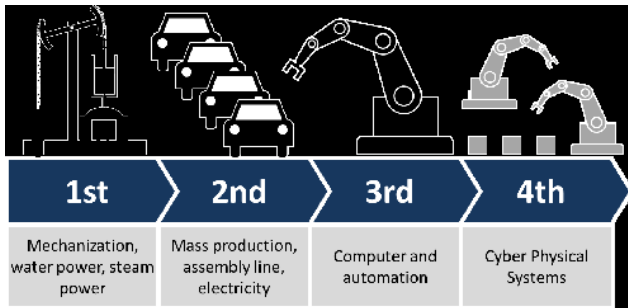 1st
2nd
3rd
4th
Mechanization,
water power, steam
power
Mass production,
assembly line,
electricity
Computer and
automation
Cyber Physical
Systems